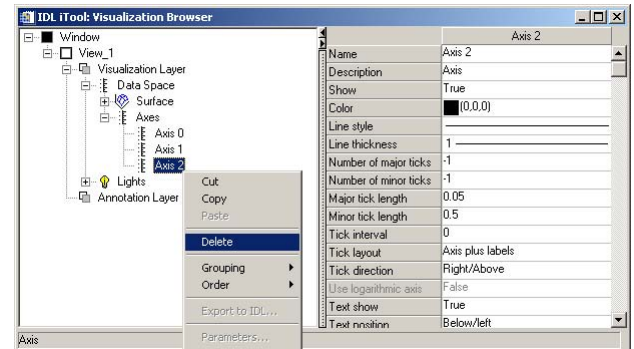 IDL iTool: Visualization Browser
Window
View_1
Visualization Layer
Data Space
Surface
Axes
Axis 0
Axis 1
Axis 2
Lights
Annotation Layer
Cut
Copy
Paste
Delete
Grouping
Order
Export to IDL...
Parameters...
Axis 2
Name Axis 2
Description Axis
Show True
Color (0,0,0)
Line style
Line thickness 1
Number of major ticks -1
Number of minor ticks -1
Major tick length 0.05
Minor tick length 0.5
Tick interval 0
Tick layout Axis plus labels
Tick direction Right/Above
Use logarithmic axis False
Text show True
Text position Below/left
Axis